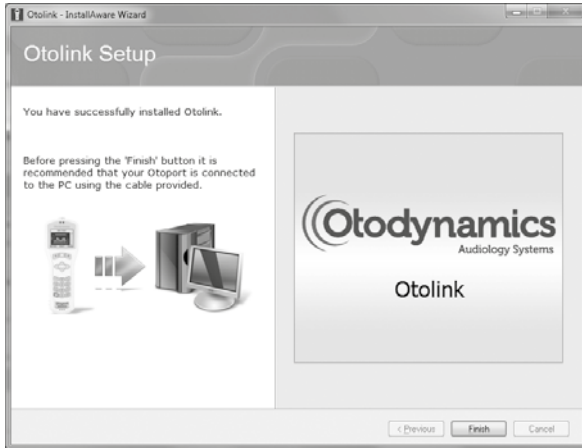 Otolink - InstallAware Wizard
Otolink Setup
You have successfully installed Otolink.
Before pressing the 'Finish' button it is
recommended that your Otoport is connected
to the PC using the cable provided.
Otodynamics
Audiology Systems
Otolink
< Previous
Finish
Cancel